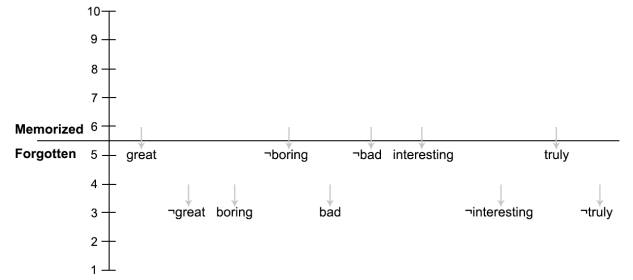 10
9
8
7
Memorized 6
Forgotten 5 great ¬boring ¬bad interesting truly
4
3 ¬great boring bad ¬interesting ¬truly
2
1